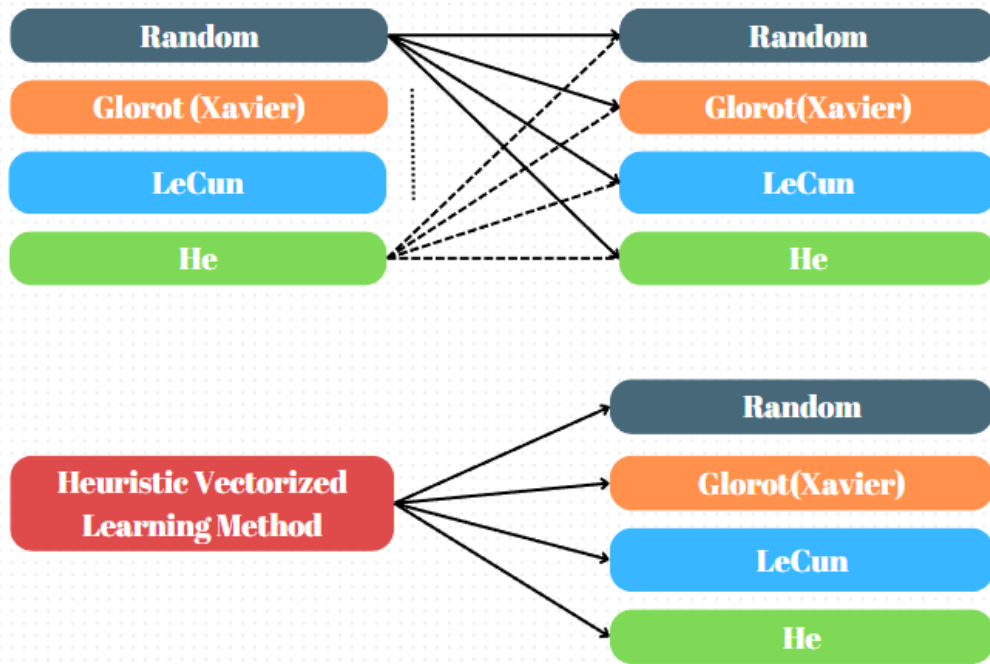 Random
Glorot (Xavier)
LeCun
He
Random
Glorot(Xavier)
LeCun
He
Heuristic Vectorized
Learning Method
Random
Glorot(Xavier)
LeCun
He